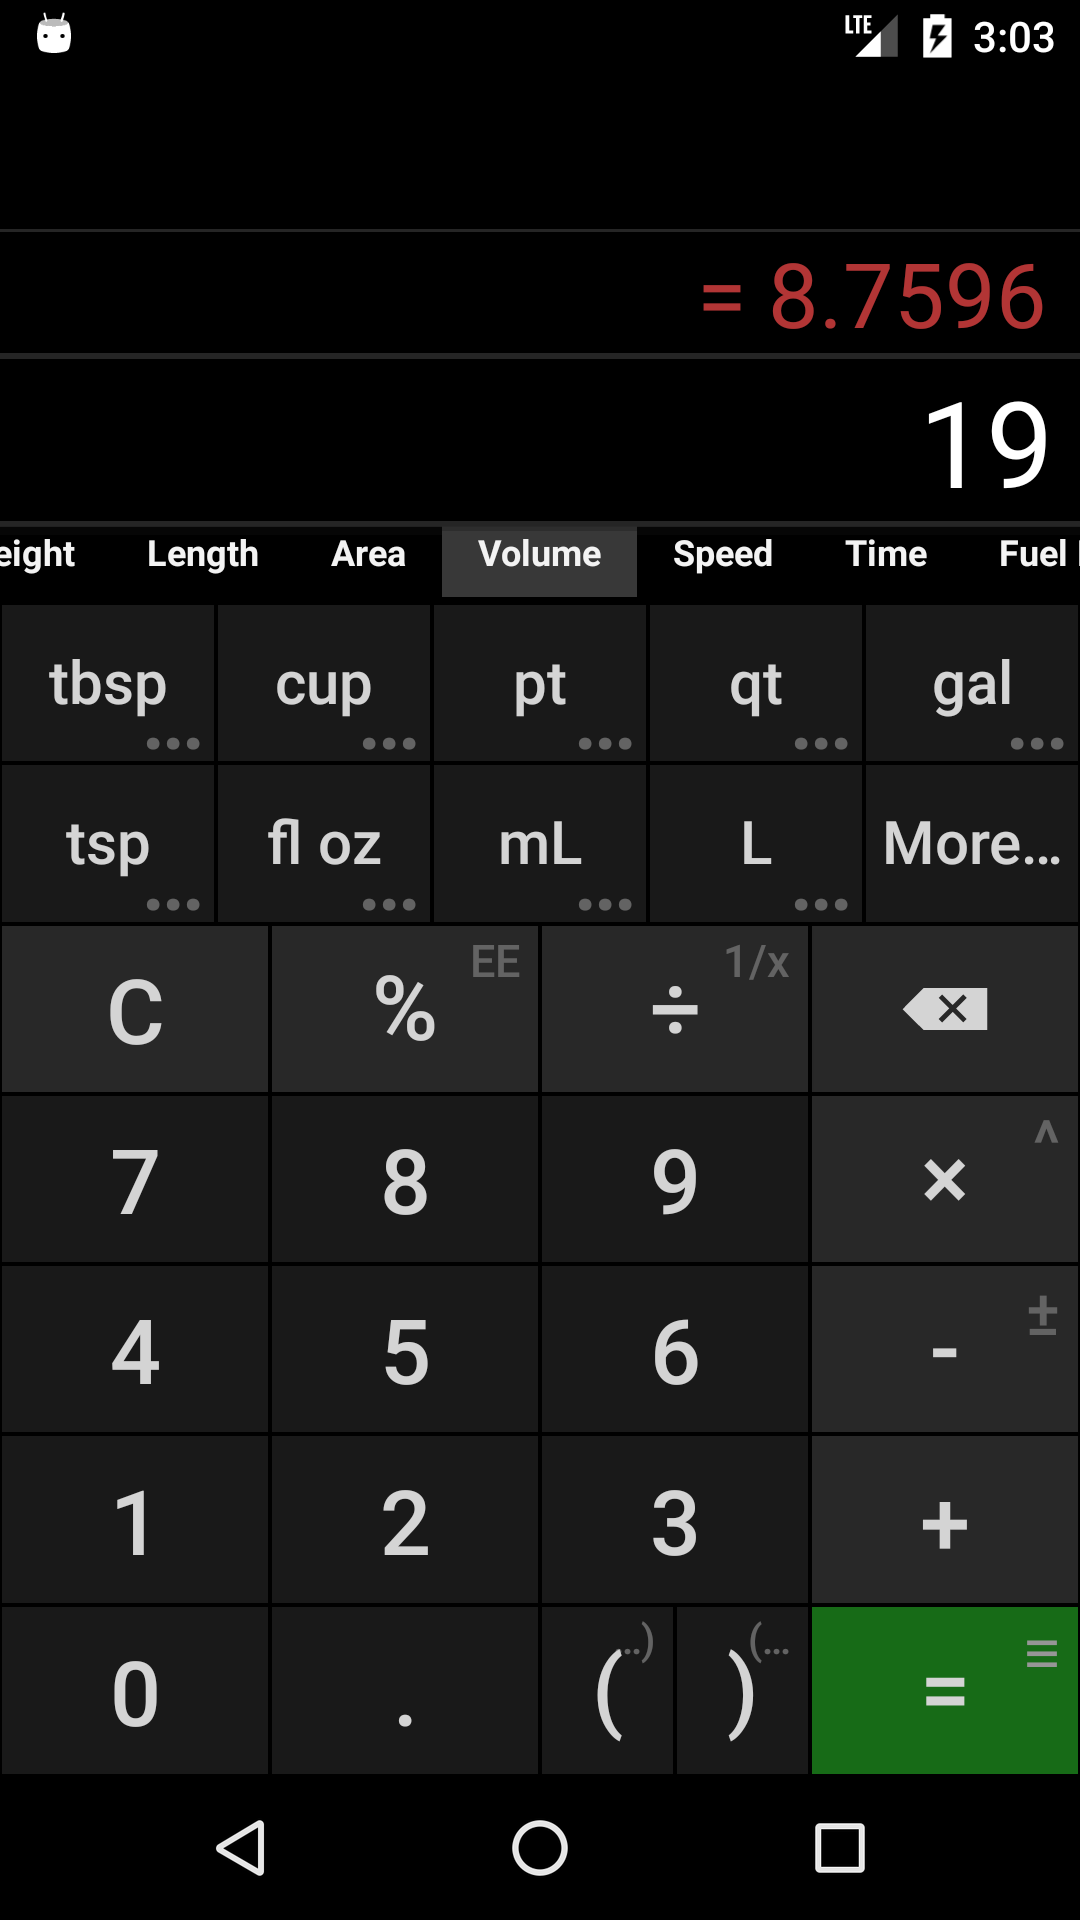 LTE 3:03
= 8.7596
19
eight Length Area Volume Speed Time Fuel
tbsp cup pt qt gal
tsp fl oz mL L More...
C % EE ÷ 1/x
7 8 9 × ^
4 5 6 - ±
1 2 3 +
0 . ( ..) ) (... = ≡